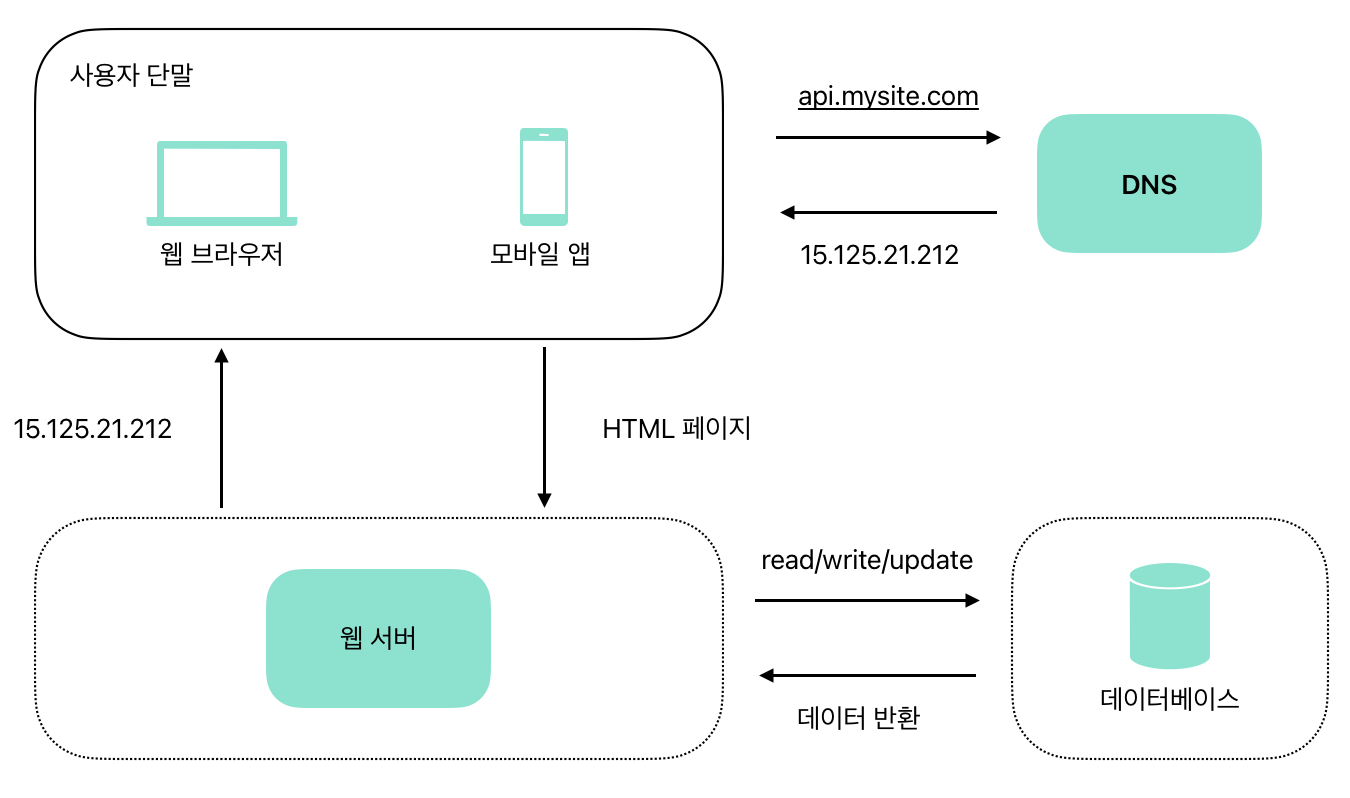 사용자 단말
api.mysite.com
DNS
웹 브라우저
모바일 앱
15.125.21.212
15.125.21.212
HTML 페이지
read/write/update
웹 서버
데이터베이스
데이터 반환